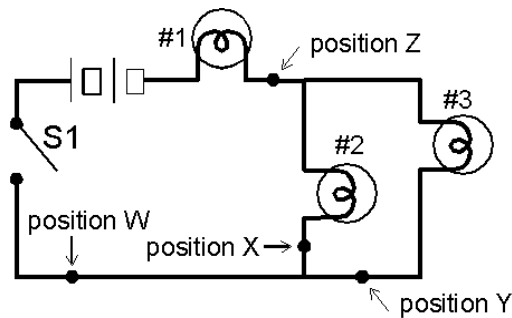 #1
position Z
#3
S1
#2
position W
position X
position Y